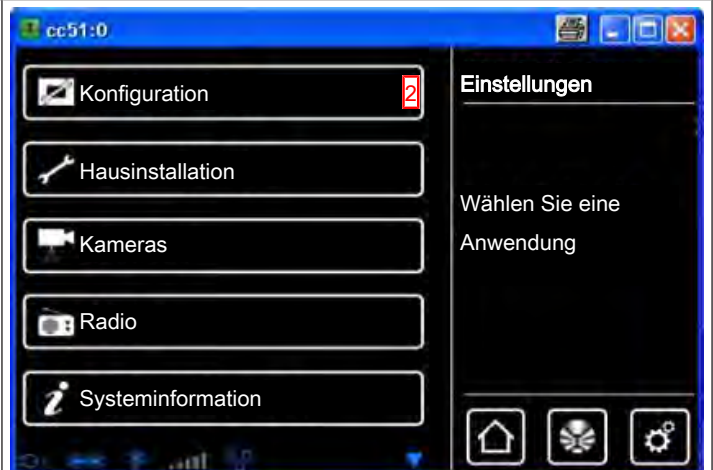 cc51:0
Konfiguration 2
Hausinstallation
Kameras
Radio
Systeminformation
Einstellungen
Wählen Sie eine
Anwendung